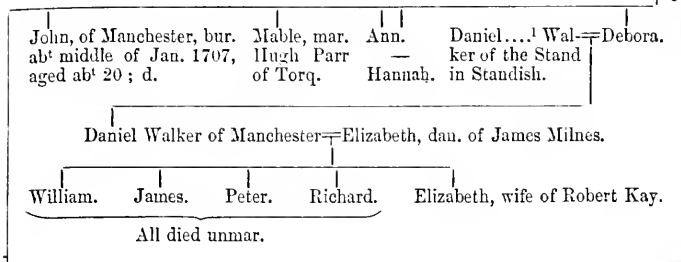 John, of Manchester, bur. abᵗ middle of Jan. 1707, aged abᵗ 20 ; d.
Mable, mar. Hugh Parr of Torq.
Ann.
—
Hannah.
Daniel....¹ Wal-=Debora.
ker of the Stand
in Standish.
Daniel Walker of Manchester=Elizabeth, dau. of James Milnes.
William. James. Peter. Richard. Elizabeth, wife of Robert Kay.
All died unmar.